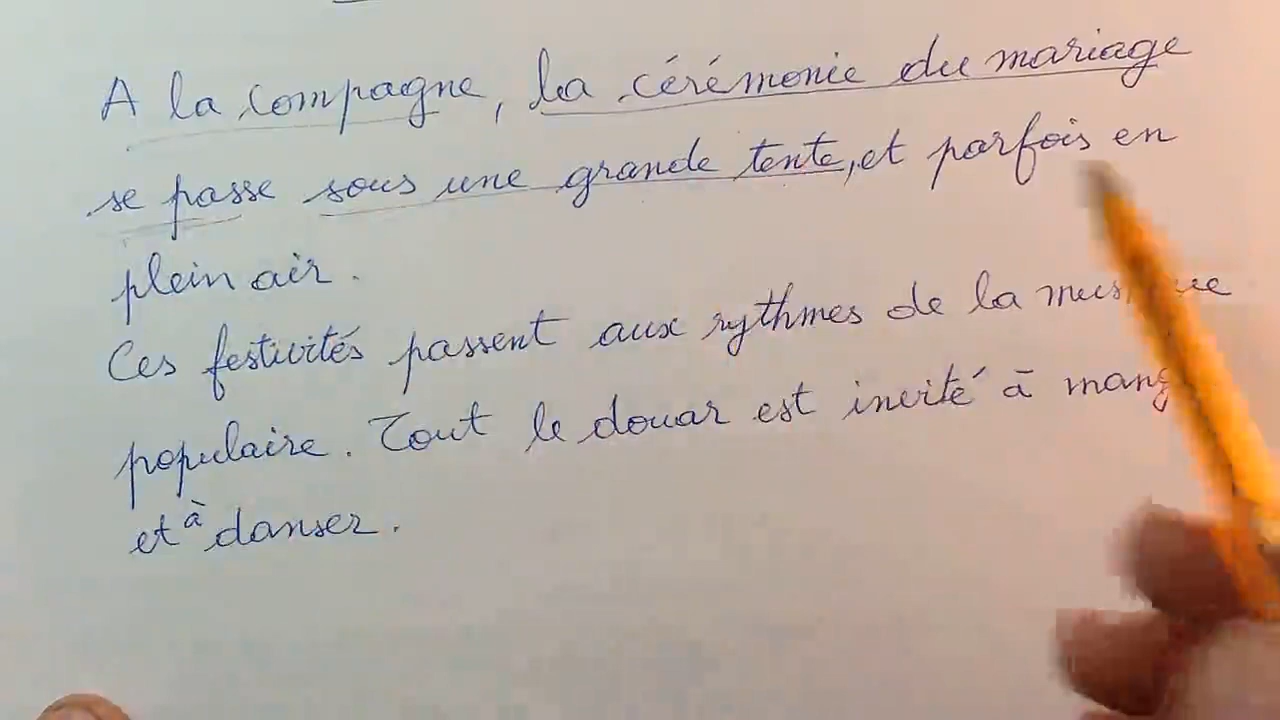 A la compagne, la cérémonie du mariage
se passe sous une grande tente, et parfois en
plein air.
Ces festivités passent aux rythmes de la
populaire. Tout le douar est invité à
et à danser.